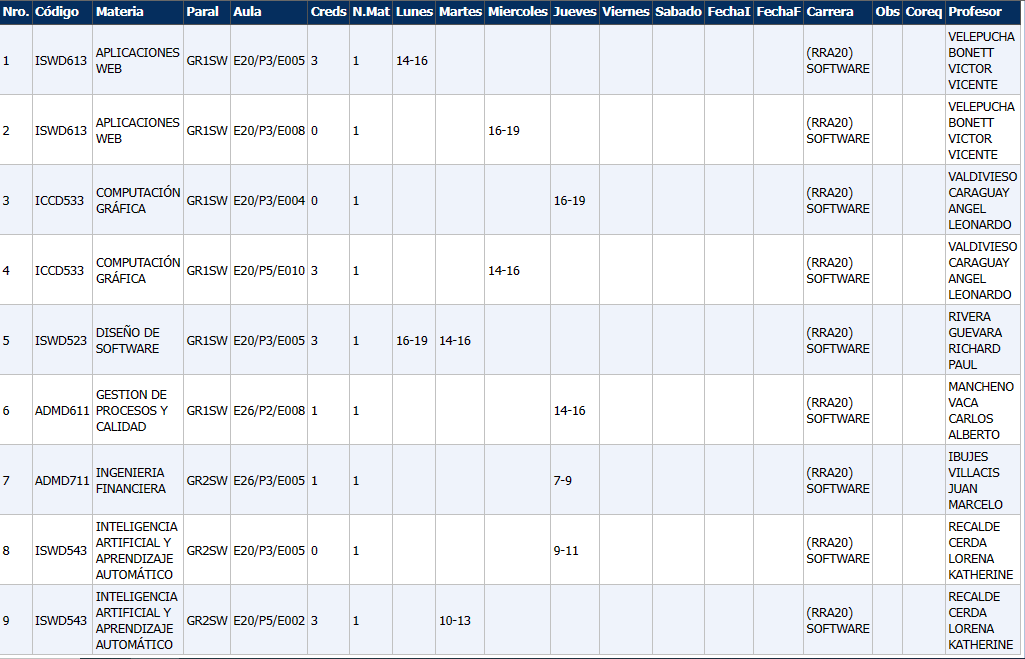 Nro. Código Materia Paral Aula Creds N.Mat Lunes Martes Miercoles Jueves Viernes Sabado FechaI FechaF Carrera Obs Coreq Profesor
1 ISWD613 APLICACIONES WEB GR1SW E20/P3/E005 3 1 14-16 (RRA20) SOFTWARE VELEPUCHA BONETT VICTOR VICENTE
2 ISWD613 APLICACIONES WEB GR1SW E20/P3/E008 0 1 16-19 (RRA20) SOFTWARE VELEPUCHA BONETT VICTOR VICENTE
3 ICCD533 COMPUTACIÓN GRÁFICA GR1SW E20/P3/E004 0 1 16-19 (RRA20) SOFTWARE VALDIVIESO CARAGUAY ANGEL LEONARDO
4 ICCD533 COMPUTACIÓN GRÁFICA GR1SW E20/P5/E010 3 1 14-16 (RRA20) SOFTWARE VALDIVIESO CARAGUAY ANGEL LEONARDO
5 ISWD523 DISEÑO DE SOFTWARE GR1SW E20/P3/E005 3 1 16-19 14-16 (RRA20) SOFTWARE RIVERA GUEVARA RICHARD PAUL
6 ADMD611 GESTION DE PROCESOS Y CALIDAD GR1SW E26/P2/E008 1 1 14-16 (RRA20) SOFTWARE MANCHENO VACA CARLOS ALBERTO
7 ADMD711 INGENIERIA FINANCIERA GR2SW E26/P3/E005 1 1 7-9 (RRA20) SOFTWARE IBUJES VILLACIS JUAN MARCELO
8 ISWD543 INTELIGENCIA ARTIFICIAL Y APRENDIZAJE AUTOMÁTICO GR2SW E20/P3/E005 0 1 9-11 (RRA20) SOFTWARE RECALDE CERDA LORENA KATHERINE
9 ISWD543 INTELIGENCIA ARTIFICIAL Y APRENDIZAJE AUTOMÁTICO GR2SW E20/P5/E002 3 1 10-13 (RRA20) SOFTWARE RECALDE CERDA LORENA KATHERINE